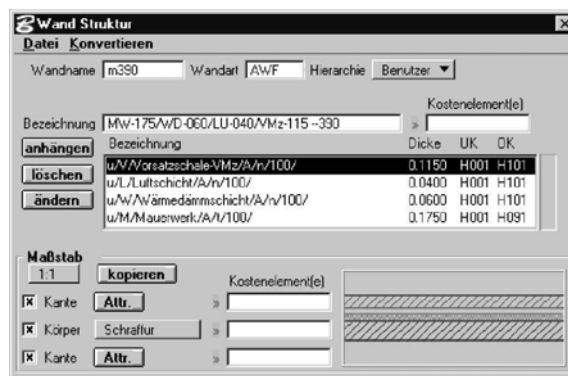 Wand Struktur
Datei Konvertieren
Wandname m390 Wandart AWF Hierarchie Benutzer
Kostenelement(e)
Bezeichnung MW-175/WD-060/LU-040/VMz-115 --390 »
anhängen Bezeichnung Dicke UK OK
u/V/Vorsatzschale-VMz/A/n/100/ 0.1150 H001 H101
löschen u/L/Luftschicht/A/n/100/ 0.0400 H001 H101
ändern u/W/Wärmedämmschicht/A/n/100/ 0.0600 H001 H101
u/M/Mauerwerk/A/t/100/ 0.1750 H001 H091
Maßstab
1:1 kopieren Kostenelement(e)
Kante Attr. »
Körper Schraffur »
Kante Attr. »